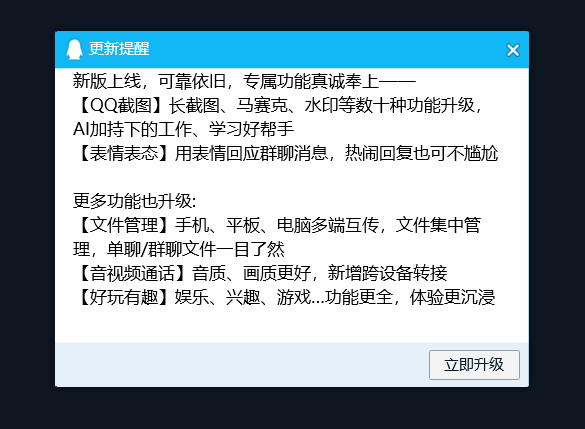 更新提醒
新版上线，可靠依旧，专属功能真诚奉上——
【QQ截图】长截图、马赛克、水印等数十种功能升级，
AI加持下的工作、学习好帮手
【表情表态】用表情回应群聊消息，热闹回复也可不尴尬
更多功能也升级:
【文件管理】手机、平板、电脑多端互传，文件集中管
理，单聊/群聊文件一目了然
【音视频通话】音质、画质更好，新增跨设备转接
【好玩有趣】娱乐、兴趣、游戏...功能更全，体验更沉浸
立即升级